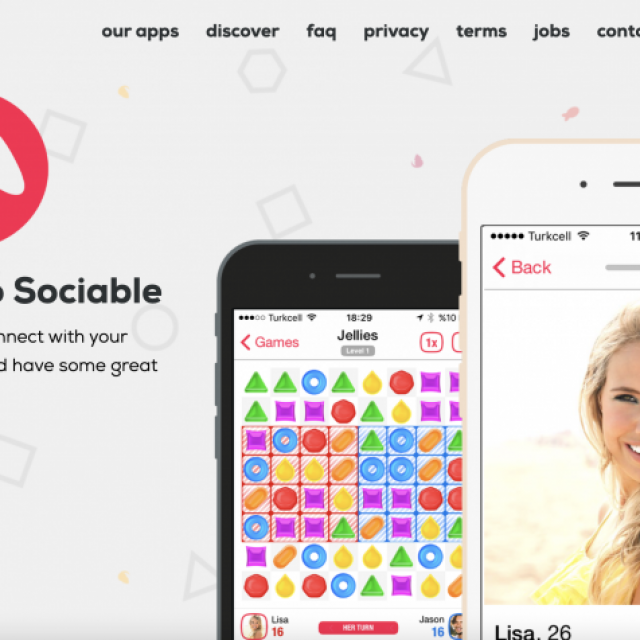 our apps discover faq privacy terms jobs
Sociable
nnect with your
d have some great
Turkcell 18:29 %10
Games Jellies 1x
Level 1
Lisa
16
HER TURN
Jason
16
Turkcell 11
Back
Lisa, 26